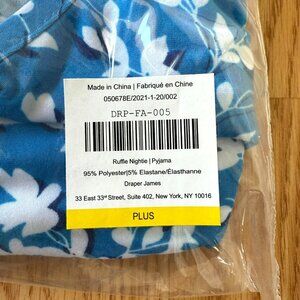 Made in China | Fabriqué en Chine
050678E/2021-1-20/002
DRP-FA-005
Ruffle Nightie | Pyjama
95% Polyester|5% Elastane/Élasthanne
Draper James
33 East 33rd Street, Suite 402, New York, NY 10016
PLUS